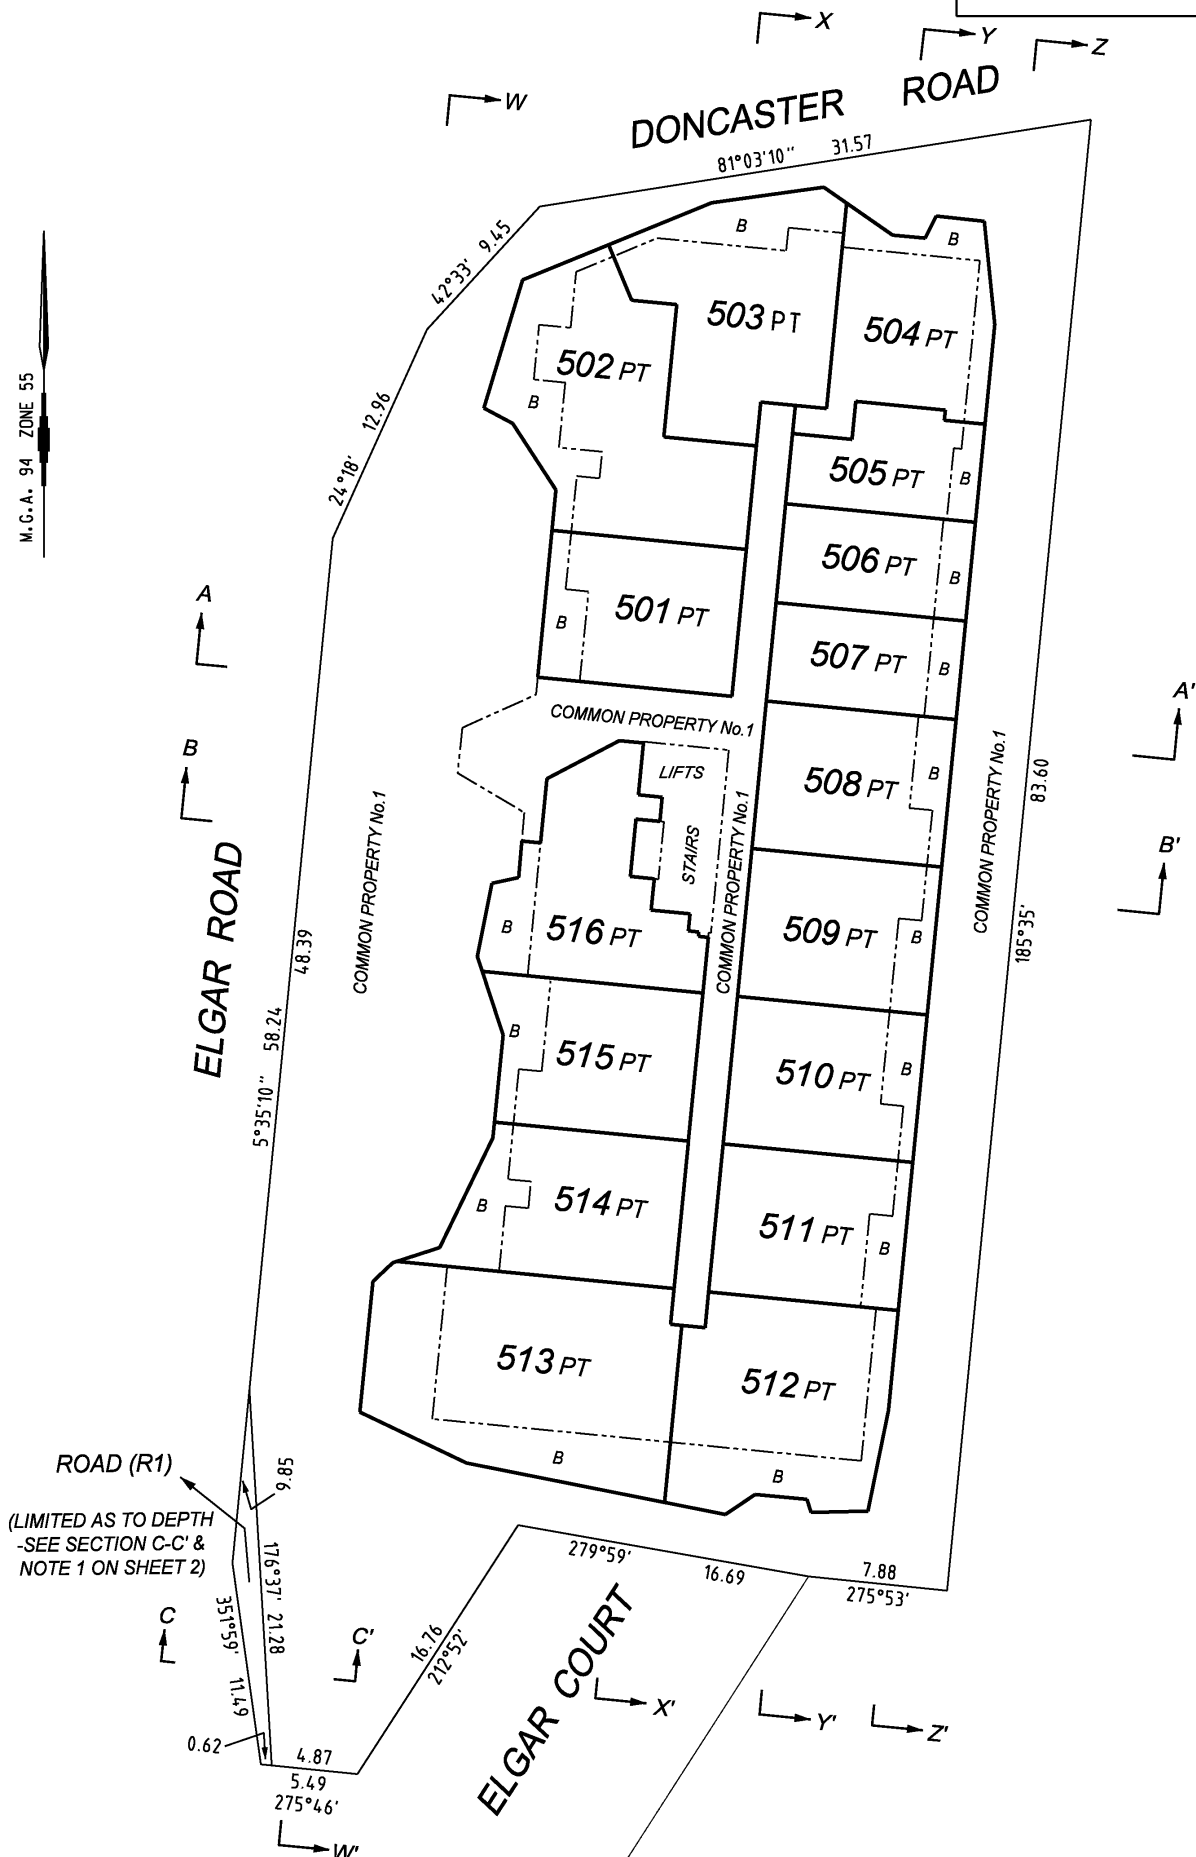 X
Y
Z
W
DONCASTER ROAD
81°03'10" 31.57
42°33' 9.45
24°18' 12.96
M.G.A. 94 ZONE 55
B
B
503 PT
504 PT
502 PT
B
505 PT
B
506 PT
B
501 PT
B
507 PT
B
A
A'
COMMON PROPERTY No.1
B
B'
LIFTS
STAIRS
508 PT
B
COMMON PROPERTY No.1
COMMON PROPERTY No.1
COMMON PROPERTY No.1
83.60
185°35'
ELGAR ROAD
48.39
5°35'10" 58.24
516 PT
B
509 PT
B
515 PT
B
510 PT
B
514 PT
B
511 PT
B
513 PT
B
512 PT
B
ROAD (R1)
(LIMITED AS TO DEPTH
-SEE SECTION C-C' &
NOTE 1 ON SHEET 2)
9.85
176°37' 21.28
351°59' 11.49
C
C'
0.62
4.87
5.49
275°46'
16.76
212°52'
279°59' 16.69
7.88
275°53'
ELGAR COURT
X'
Y'
Z'
W'